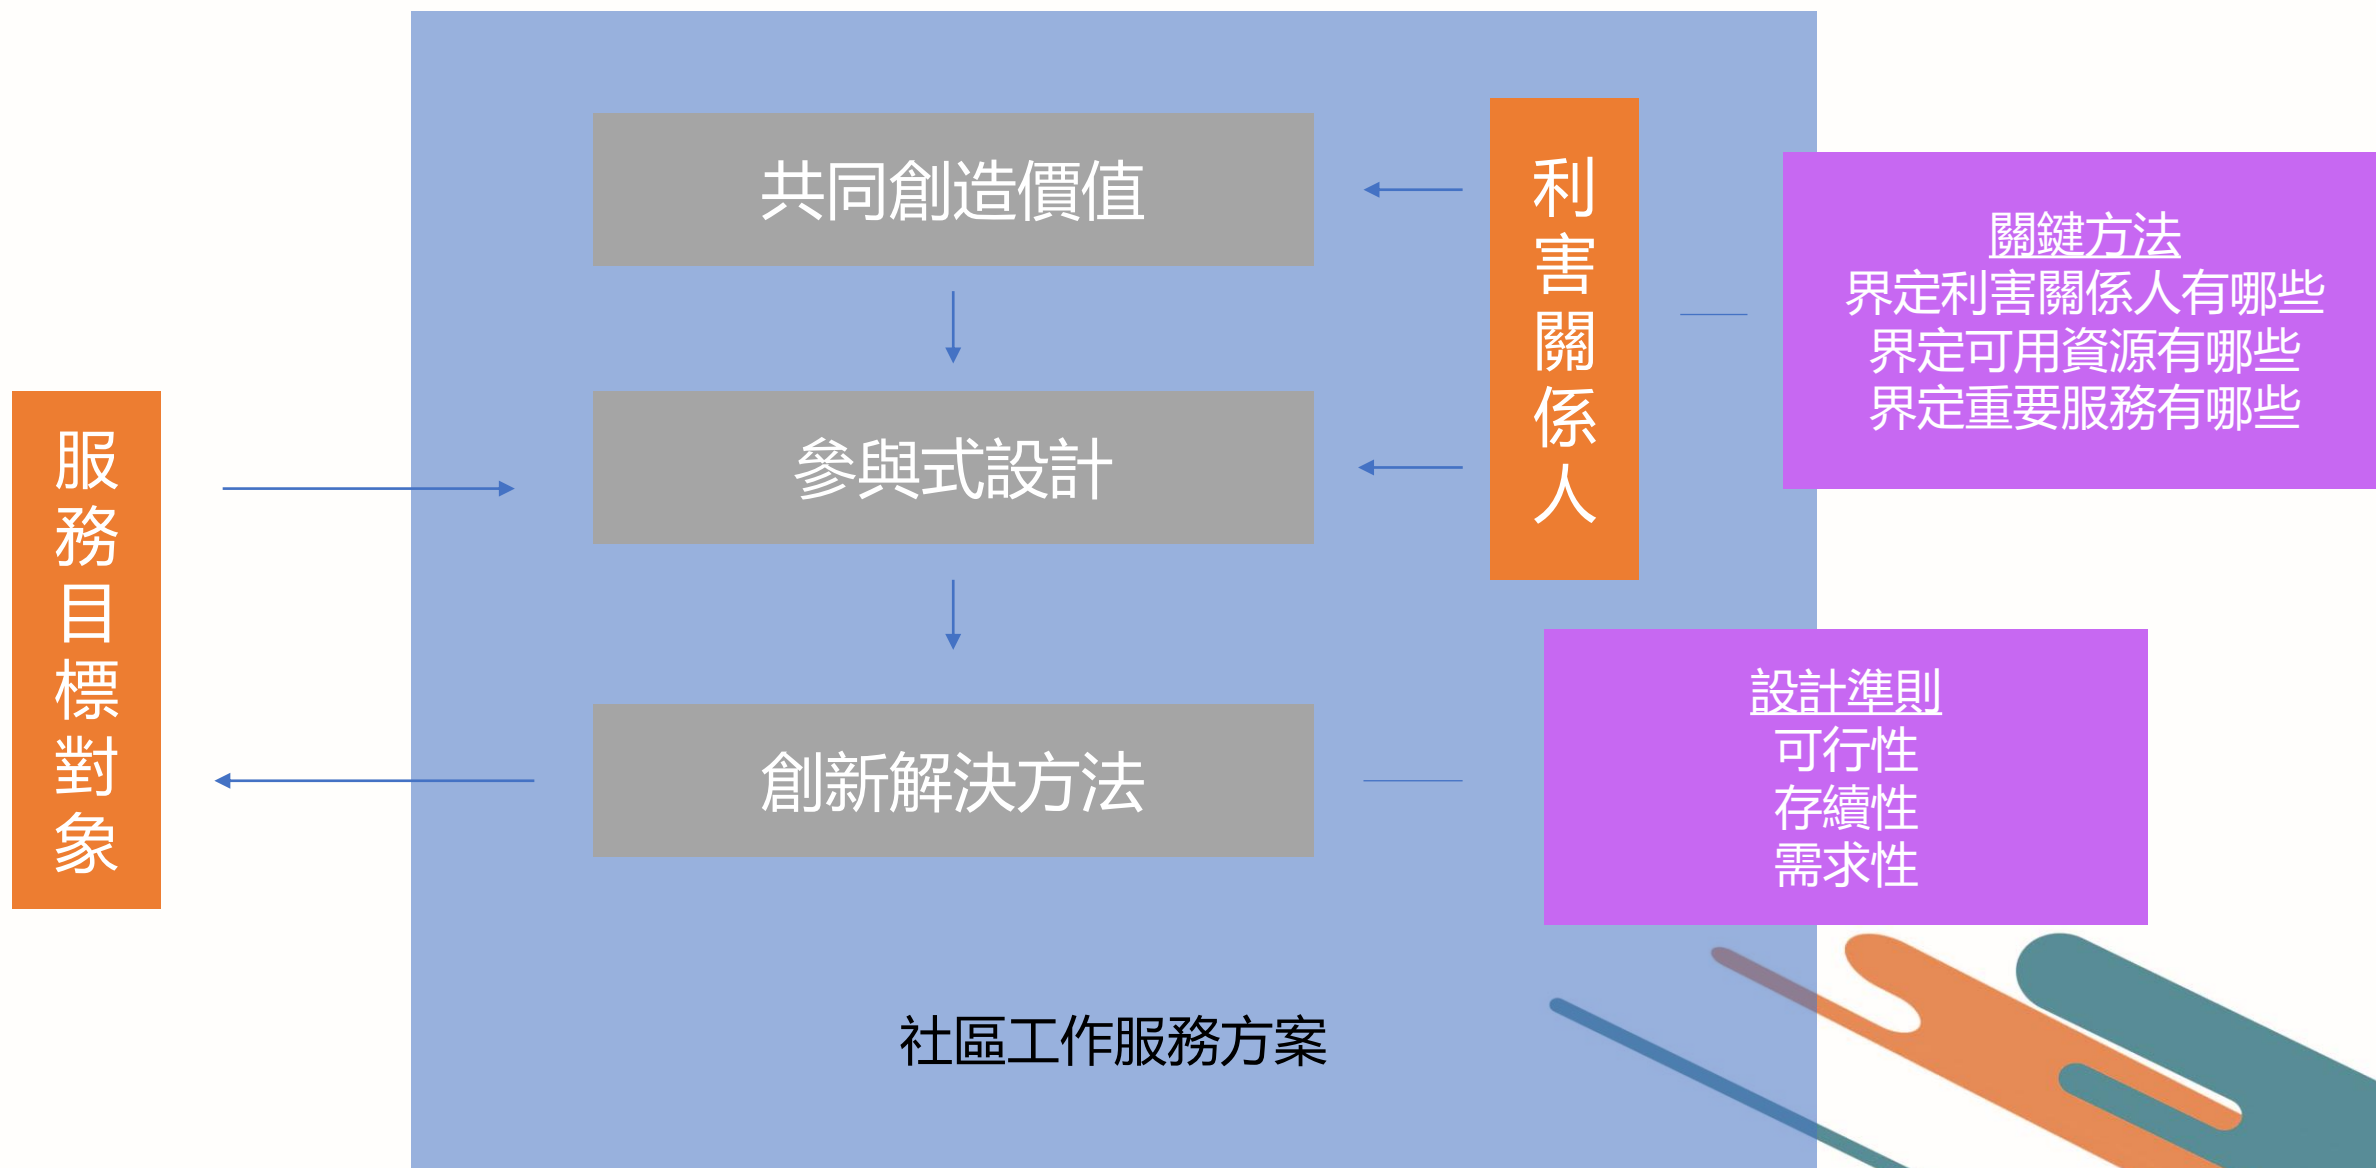 共同創造價值
利害關係人
關鍵方法
界定利害關係人有哪些
界定可用資源有哪些
界定重要服務有哪些
服務目標對象
參與式設計
設計準則
可行性
存續性
需求性
創新解決方法
社區工作服務方案